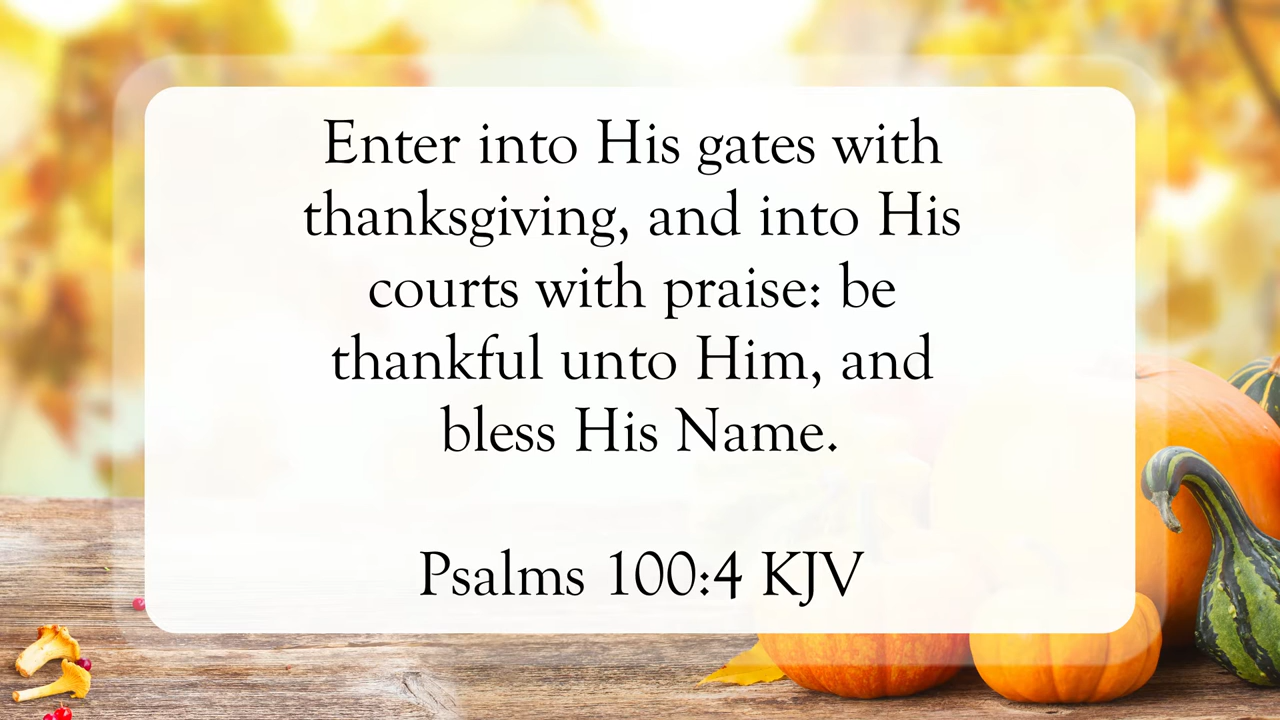 Enter into His gates with
thanksgiving, and into His
courts with praise: be
thankful unto Him, and
bless His Name.
Psalms 100:4 KJV